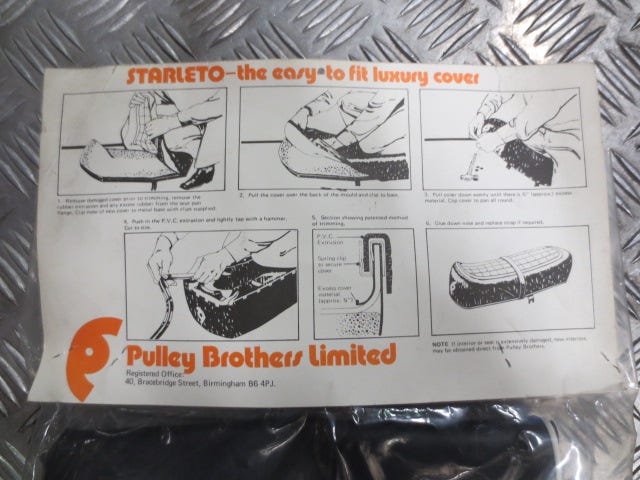 STARLETO-the easy-to fit luxury cover
1. Remove damaged cover prior to trimming, remove the
rubber extrusion and any excess rubber from the seat pan
flange. Clip nose of new cover to metal base with clips supplied.
2. Pull the cover over the back of the mould and clip to base.
3. Pull cover down evenly until there is ½" (approx.) excess
material. Clip cover to pan all round.
4. Push in the P.V.C. extrusion and lightly tap with a hammer.
Cut to size.
5. Section showing patented method
of trimming.
P.V.C.
Extrusion
Spring clip
to secure
cover
Excess cover
material
(approx. ½")
6. Glue down nose and replace strap if required.
NOTE If interior or seat is extensively damaged, new interiors
may be obtained direct from Pulley Brothers.
Pulley Brothers Limited
Registered Office:
40, Bracebridge Street, Birmingham B6 4PJ.